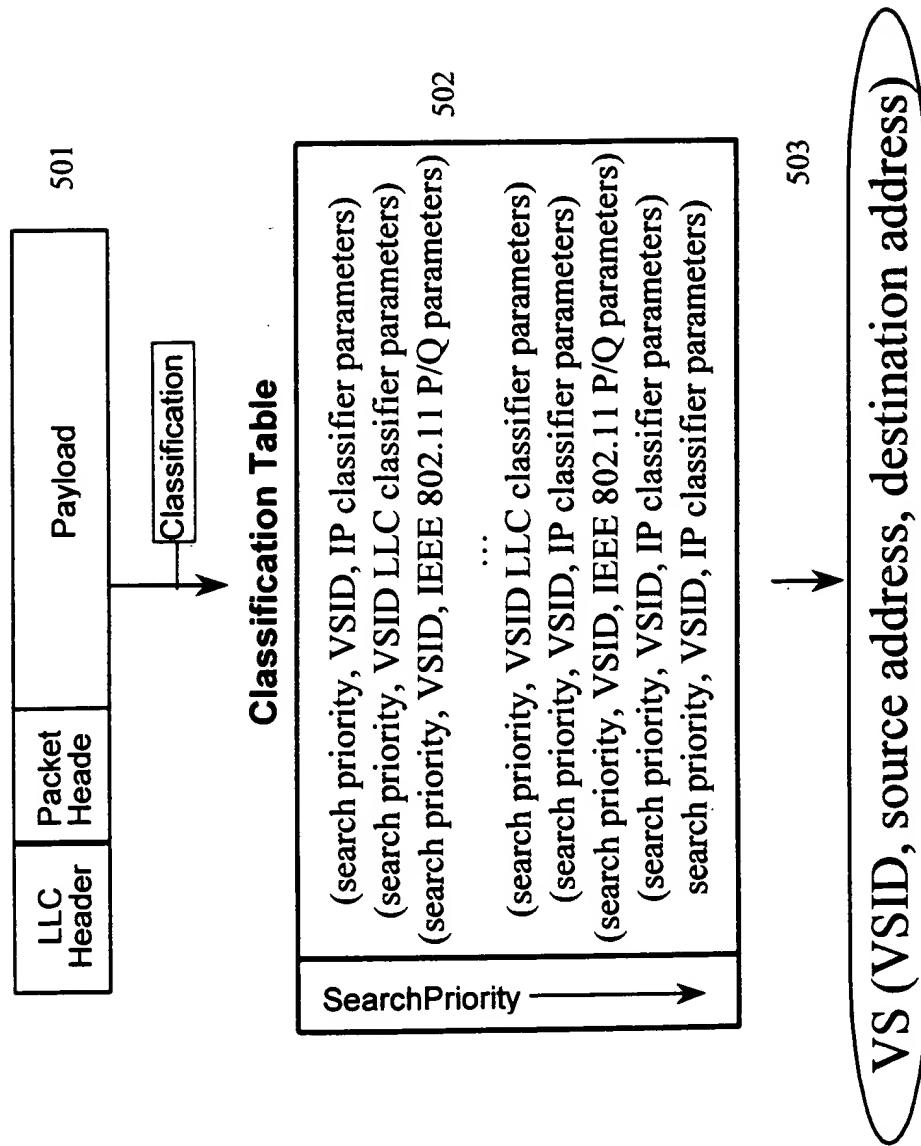 LLC
Header
Packet
Heade
Payload
501
Classification
Classification Table
502
SearchPriority
(search priority, VSID, IP classifier parameters)
(search priority, VSID LLC classifier parameters)
(search priority, VSID, IEEE 802.11 P/Q parameters)
...
(search priority, VSID LLC classifier parameters)
(search priority, VSID, IP classifier parameters)
(search priority, VSID, IEEE 802.11 P/Q parameters)
(search priority, VSID, IP classifier parameters)
search priority, VSID, IP classifier parameters)
503
VS (VSID, source address, destination address)